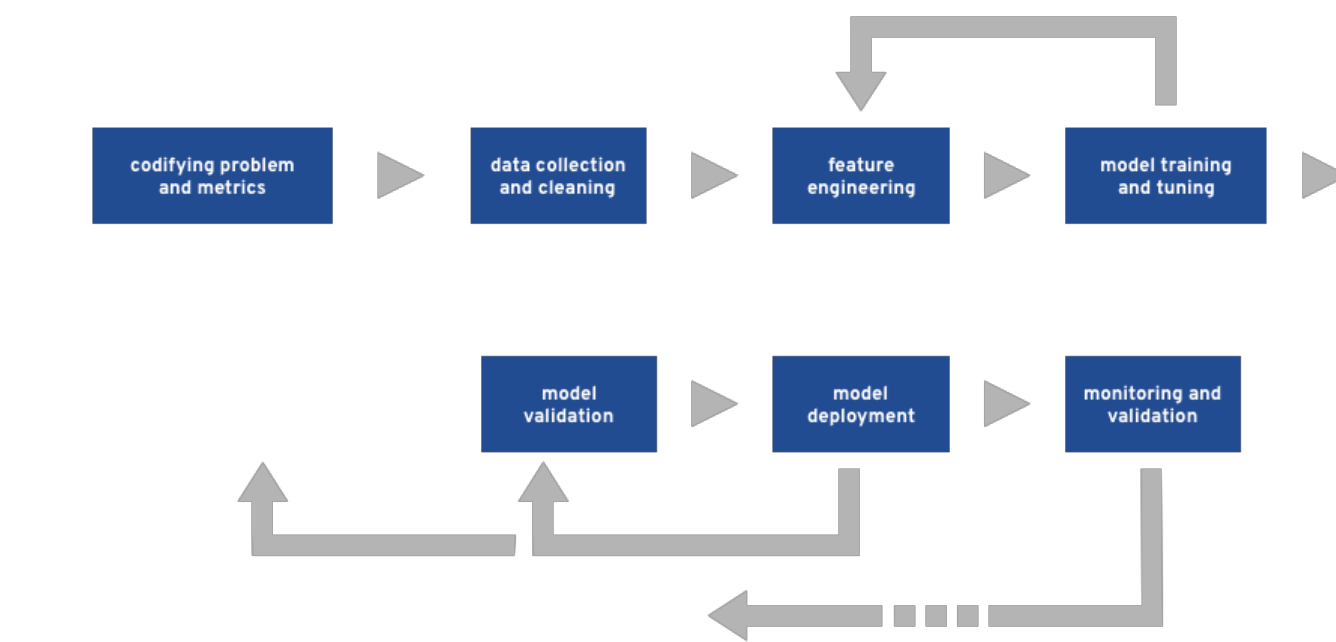 codifying problem
and metrics
data collection
and cleaning
feature
engineering
model training
and tuning
model
validation
model
deployment
monitoring and
validation